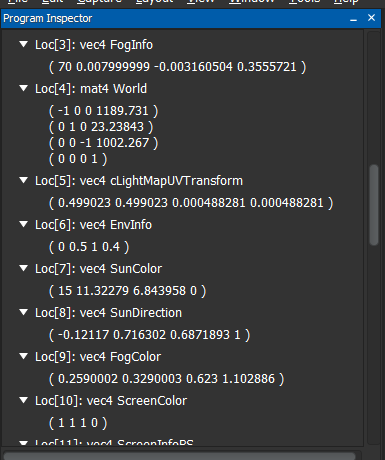 File Edit Capture Layout View Window Tools Help
Program Inspector
Loc[3]: vec4 FogInfo
( 70 0.007999999 -0.003160504 0.3555721 )
Loc[4]: mat4 World
( -1 0 0 1189.731 )
( 0 1 0 23.23843 )
( 0 0 -1 1002.267 )
( 0 0 0 1 )
Loc[5]: vec4 cLightMapUVTransform
( 0.499023 0.499023 0.000488281 0.000488281 )
Loc[6]: vec4 EnvInfo
( 0 0.5 1 0.4 )
Loc[7]: vec4 SunColor
( 15 11.32279 6.843958 0 )
Loc[8]: vec4 SunDirection
( -0.12117 0.716302 0.6871893 1 )
Loc[9]: vec4 FogColor
( 0.2590002 0.3290003 0.623 1.102886 )
Loc[10]: vec4 ScreenColor
( 1 1 1 0 )
Loc[11]: vec4 ScreenInfoPS